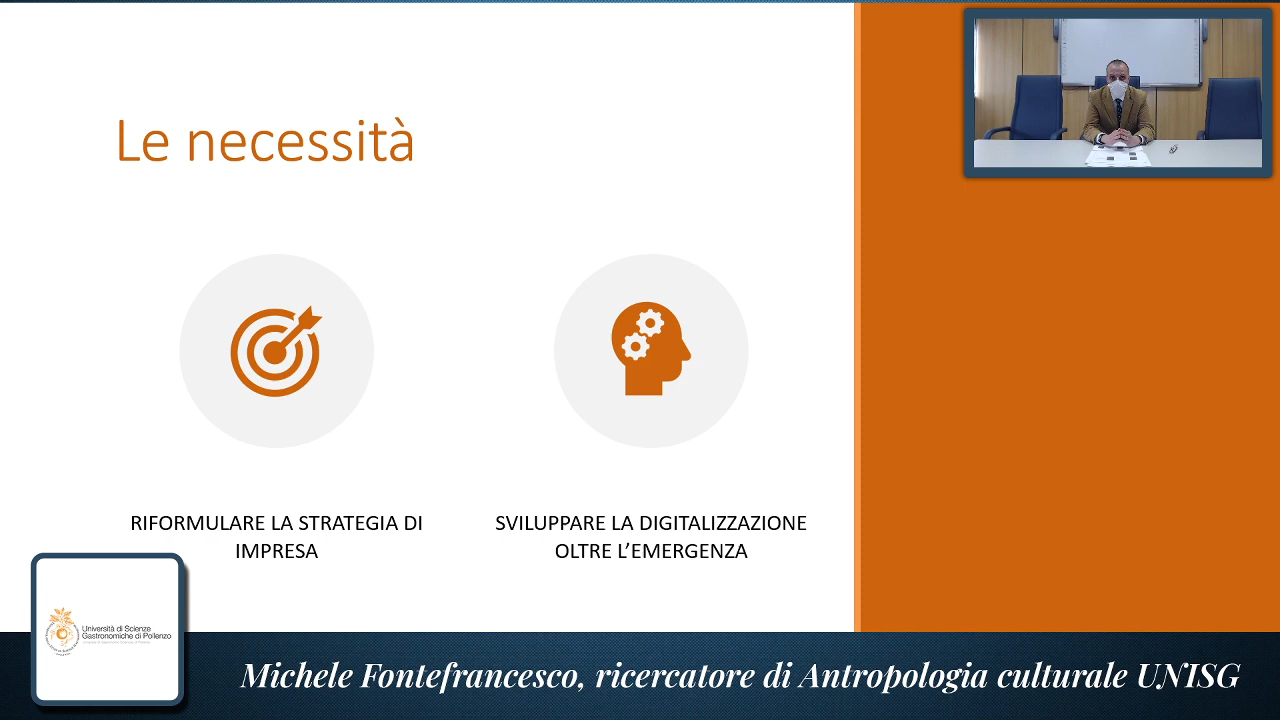 Le necessità
RIFORMULARE LA STRATEGIA DI
IMPRESA
SVILUPPARE LA DIGITALIZZAZIONE
OLTRE L’EMERGENZA
Università di Scienze
Gastronomiche di Pollenzo
Michele Fontefrancesco, ricercatore di Antropologia culturale UNISG